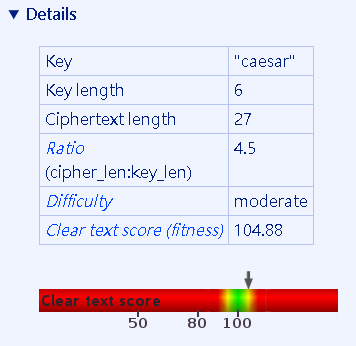 ▼ Details
Key "caesar"
Key length 6
Ciphertext length 27
Ratio 4.5
(cipher_len:key_len)
Difficulty moderate
Clear text score (fitness) 104.88
Clear text score
50 80 100